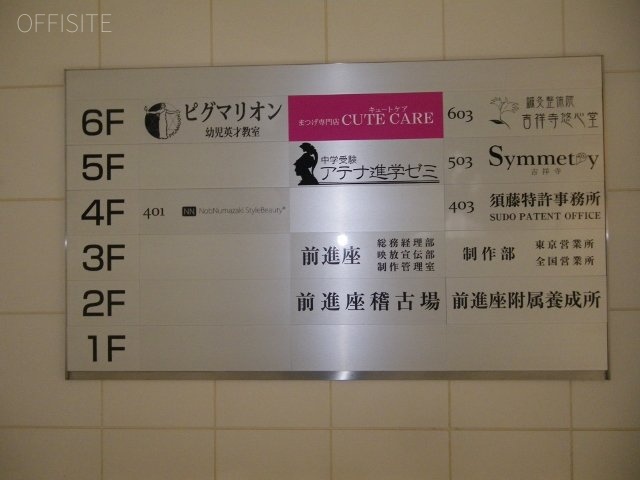 OFFISITE
6F
ピグマリオン
幼児英才教室
キュートケア
まつげ専門店 CUTE CARE
603
鍼灸整体院
吉祥寺悠心堂
5F
中学受験
アテナ進学ゼミ
503
Symmetry
吉祥寺
4F
401
NN NobNumazaki StyleBeauty
403
須藤特許事務所
SUDO PATENT OFFICE
3F
前進座
総務経理部
映放宣伝部
制作管理室
制作部
東京営業所
全国営業所
2F
前進座稽古場
前進座附属養成所
1F